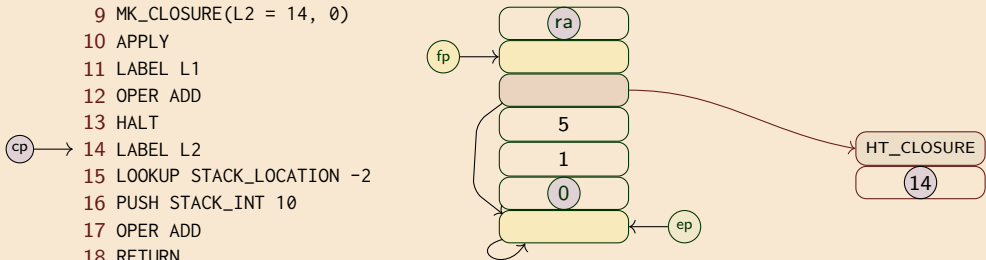 9 MK_CLOSURE(L2 = 14, 0)
10 APPLY
11 LABEL L1
12 OPER ADD
13 HALT
14 LABEL L2
15 LOOKUP STACK_LOCATION -2
16 PUSH STACK_INT 10
17 OPER ADD
18 RETURN
cp
ra
fp
5
1
0
ep
HT_CLOSURE
14